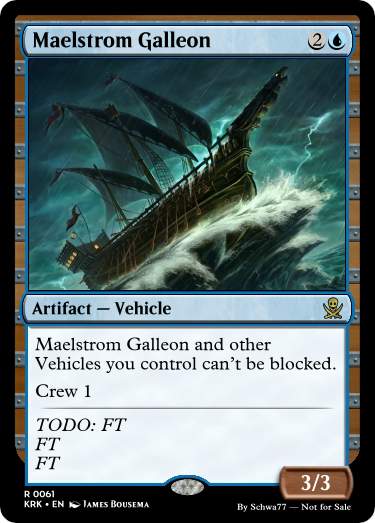 Maelstrom Galleon 2
Artifact — Vehicle
Maelstrom Galleon and other
Vehicles you control can't be blocked.
Crew 1
TODO: FT
FT
FT
3/3
R 0061
KRK • EN James Bousema
By Schwa77 — Not for Sale